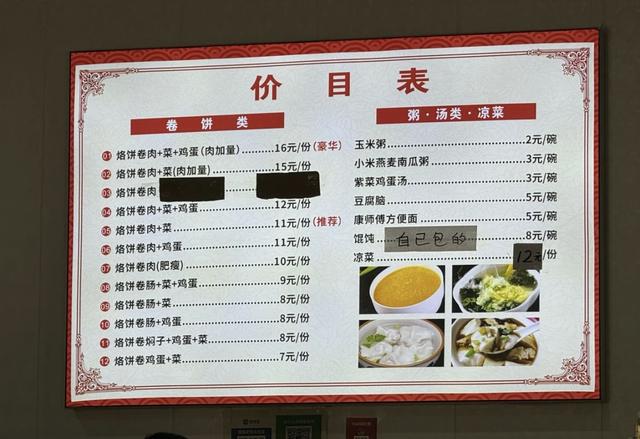 价目表
卷饼类
01 烙饼卷肉+菜+鸡蛋(肉加量)………16元/份(豪华)
02 烙饼卷肉+菜(肉加量)………15元/份
03 烙饼卷肉
04 烙饼卷肉+菜+鸡蛋………12元/份
05 烙饼卷肉+菜………11元/份(推荐)
06 烙饼卷肉+鸡蛋………11元/份
07 烙饼卷肉(肥瘦)………10元/份
08 烙饼卷肠+菜+鸡蛋………9元/份
09 烙饼卷肠+菜………8元/份
10 烙饼卷肠+鸡蛋………8元/份
11 烙饼卷焖子+鸡蛋+菜………8元/份
12 烙饼卷鸡蛋+菜………7元/份
粥·汤类·凉菜
玉米粥………2元/碗
小米燕麦南瓜粥………3元/碗
紫菜鸡蛋汤………3元/碗
豆腐脑………5元/碗
康师傅方便面………5元/碗
馄饨…自己包的…8元/碗
凉菜………12元/份